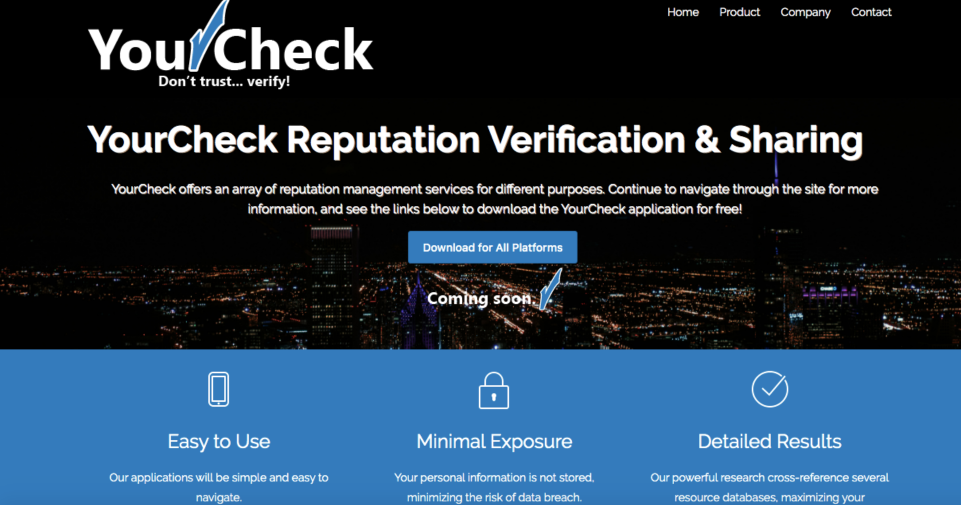 Home Product Company Contact
Your Check
Don't trust... verify!
YourCheck Reputation Verification & Sharing
YourCheck offers an array of reputation management services for different purposes. Continue to navigate through the site for more
information, and see the links below to download the YourCheck application for free!
Download for All Platforms
Coming soon.
Easy to Use
Our applications will be simple and easy to
navigate.
Minimal Exposure
Your personal information is not stored,
minimizing the risk of data breach.
Detailed Results
Our powerful research cross-reference several
resource databases, maximizing your